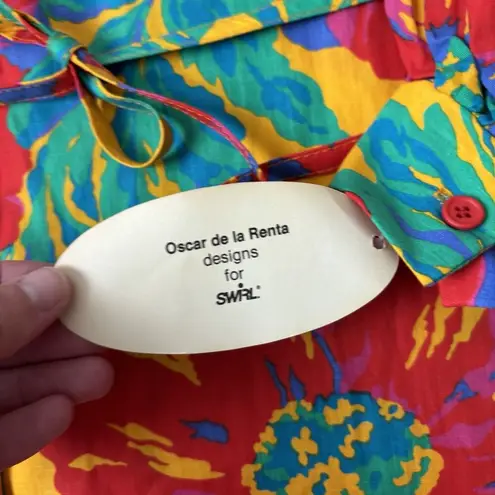 Oscar de la Renta
designs
for
SWIRL®